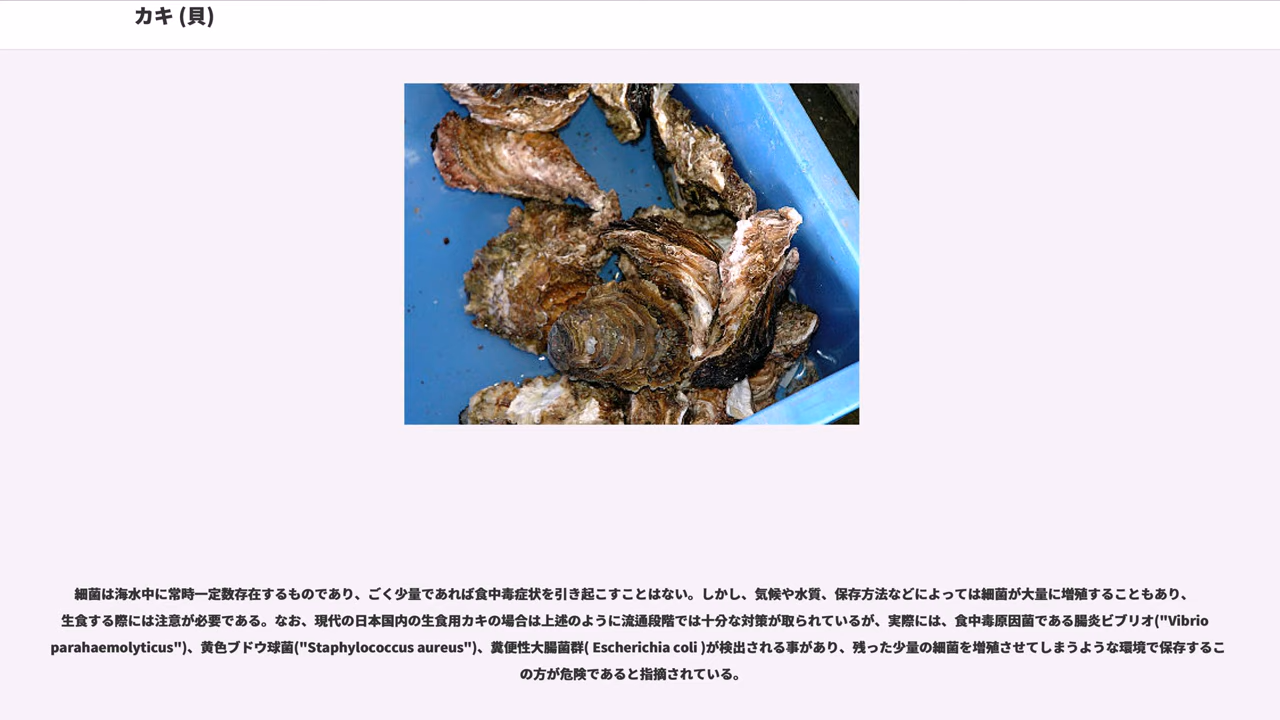 カキ (貝)
細菌は海水中に常時一定数存在するものであり、ごく少量であれば食中毒症状を引き起こすことはない。しかし、気候や水質、保存方法などによっては細菌が大量に増殖することもあり、
生食する際には注意が必要である。なお、現代の日本国内の生食用カキの場合は上述のように流通段階では十分な対策が取られているが、実際には、食中毒原因菌である腸炎ビブリオ("Vibrio
parahaemolyticus")、黄色ブドウ球菌("Staphylococcus aureus")、糞便性大腸菌群( Escherichia coli )が検出される事があり、残った少量の細菌を増殖させてしまうような環境で保存するこ
の方が危険であると指摘されている。